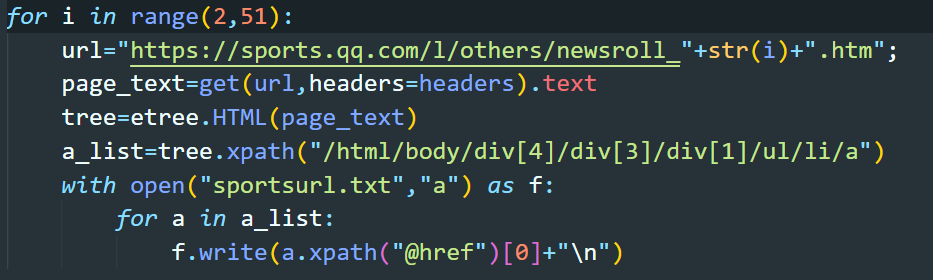 for i in range(2,51):
    url="https://sports.qq.com/l/others/newsroll_"+str(i)+".htm";
    page_text=get(url,headers=headers).text
    tree=etree.HTML(page_text)
    a_list=tree.xpath("/html/body/div[4]/div[3]/div[1]/ul/li/a")
    with open("sportsurl.txt","a") as f:
        for a in a_list:
            f.write(a.xpath("@href")[0]+"\n")